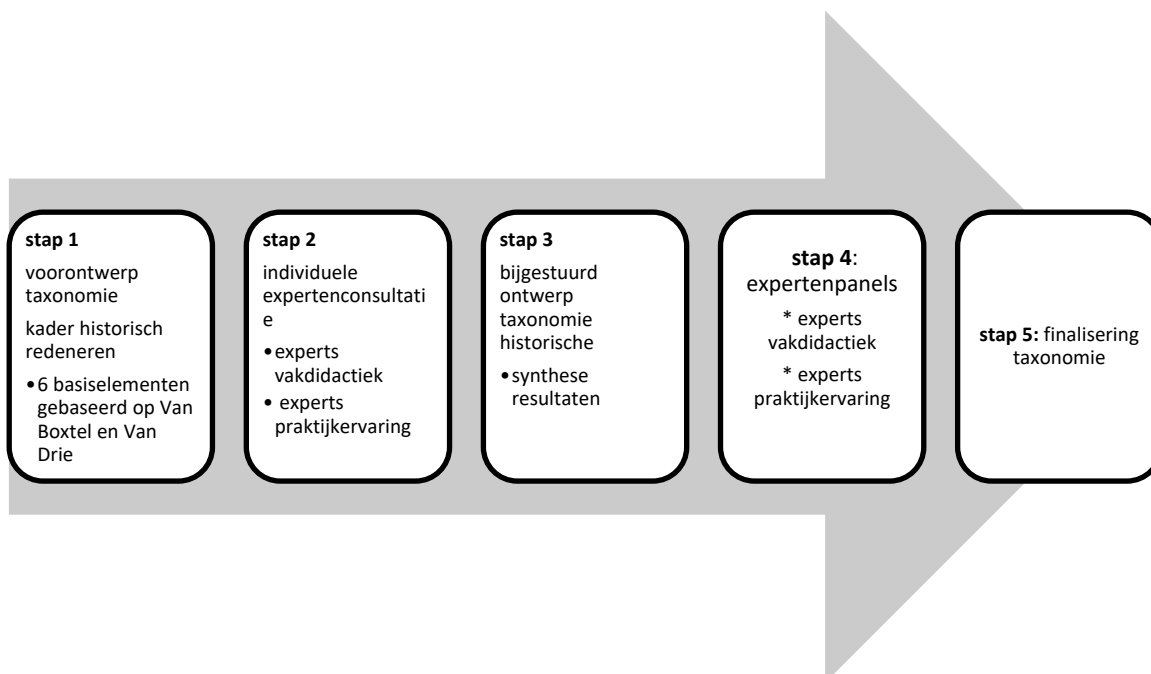 stap 1
voorontwerp
taxonomie
kader historisch
redeneren
•6 basiselementen
gebaseerd op Van
Boxtel en Van
Drie
stap 2
individuele
expertenconsultati
e
•experts
vakdidactiek
• experts
praktijkervaring
stap 3
bijgestuurd
ontwerp
taxonomie
historische
•synthese
resultaten
stap 4:
expertenpanels
* experts
vakdidactiek
* experts
praktijkervaring
stap 5: finalisering
taxonomie